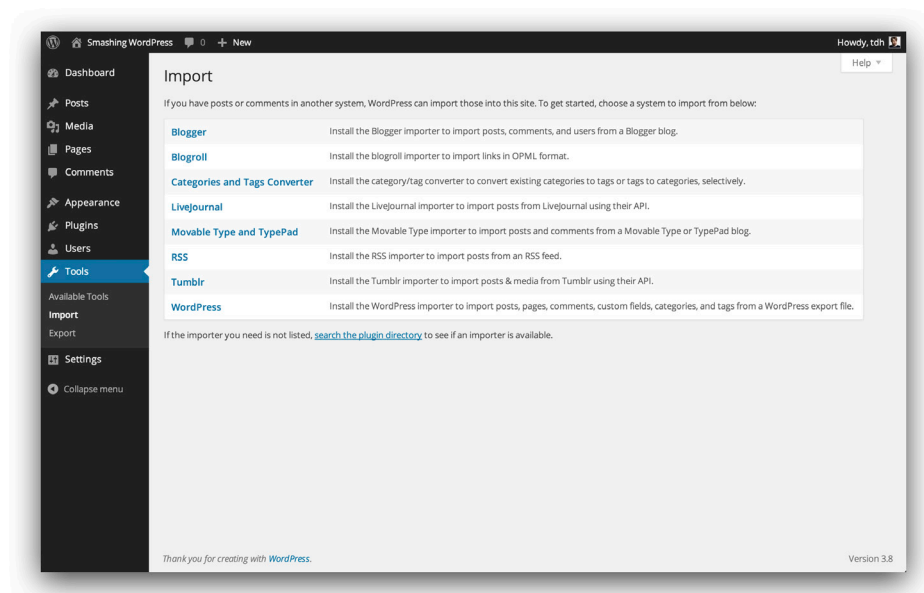 Smashing WordPress 0 + New Howdy, tdh
Help
Dashboard
Posts
Media
Pages
Comments
Appearance
Plugins
Users
Tools
Available Tools
Import
Export
Settings
Collapse menu
Import
If you have posts or comments in another system, WordPress can import those into this site. To get started, choose a system to import from below:
Blogger Install the Blogger importer to import posts, comments, and users from a Blogger blog.
Blogroll Install the blogroll importer to import links in OPML format.
Categories and Tags Converter Install the category/tag converter to convert existing categories to tags or tags to categories, selectively.
LiveJournal Install the LiveJournal importer to import posts from LiveJournal using their API.
Movable Type and TypePad Install the Movable Type importer to import posts and comments from a Movable Type or TypePad blog.
RSS Install the RSS importer to import posts from an RSS feed.
Tumblr Install the Tumblr importer to import posts & media from Tumblr using their API.
WordPress Install the WordPress importer to import posts, pages, comments, custom fields, categories, and tags from a WordPress export file.
If the importer you need is not listed, search the plugin directory to see if an importer is available.
Thank you for creating with WordPress. Version 3.8